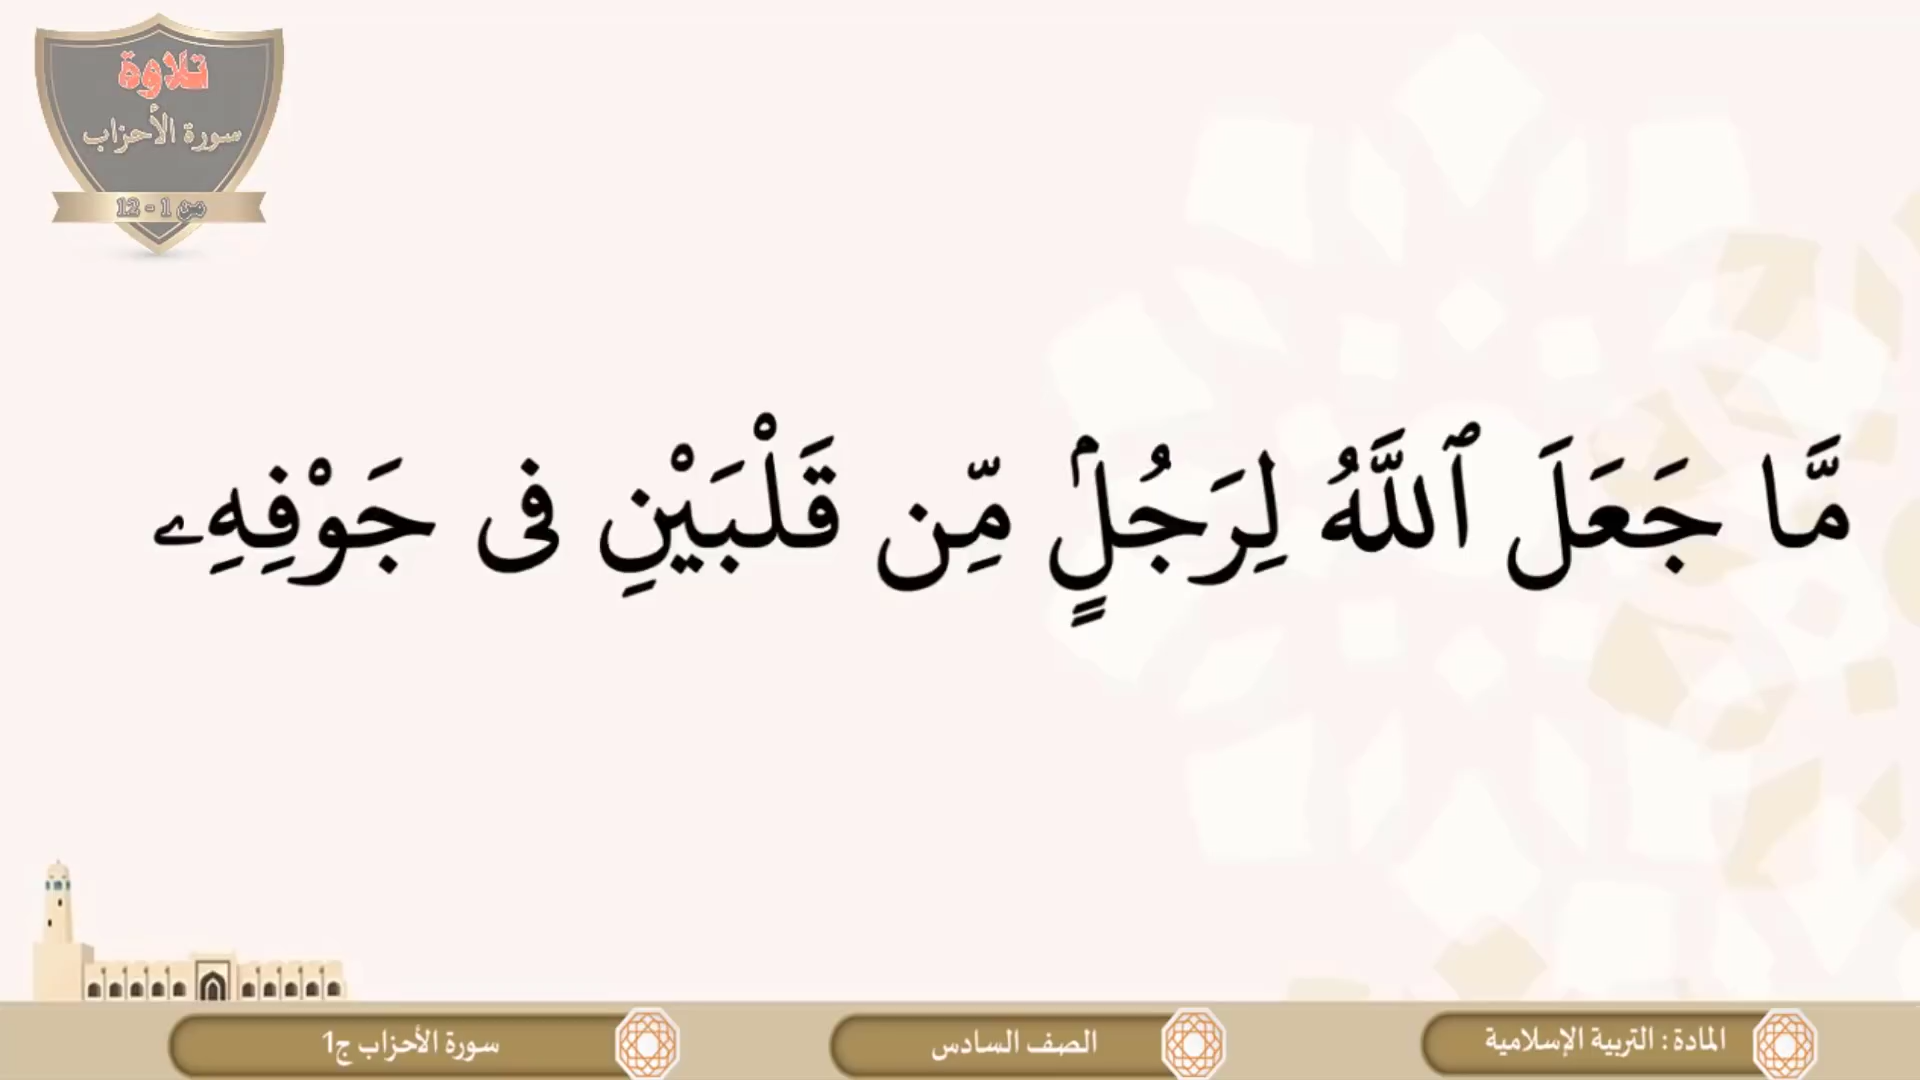 تلاوة
سورة الأحزاب
من 1 - 12
مَّا جَعَلَ ٱللَّهُ لِرَجُلٍۢ مِّن قَلْبَيْنِ فِى جَوْفِهِۦ
المادة : التربية الإسلامية
الصف السادس
سورة الأحزاب ج1